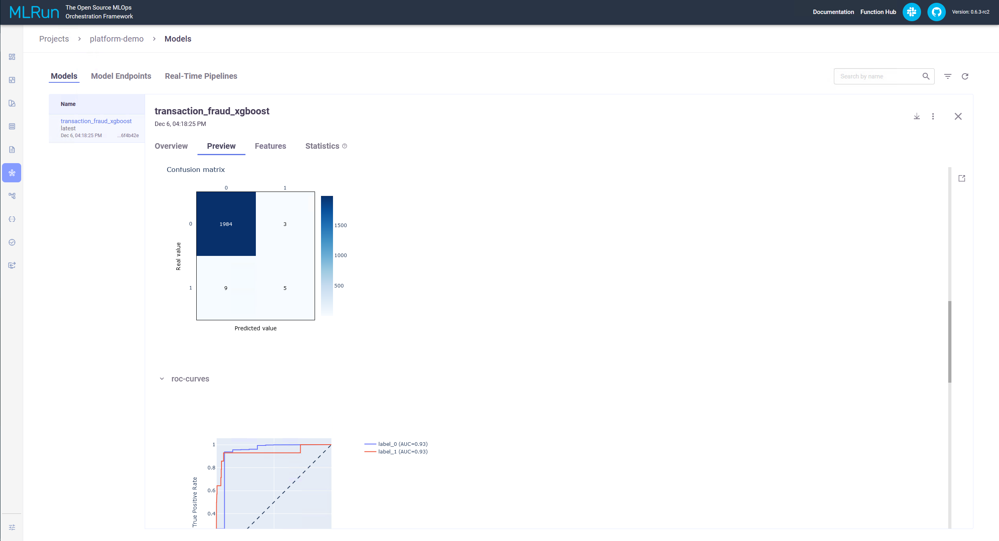 MLRun
The Open Source MLOps
Orchestration Framework
Documentation
Function Hub
Version: 0.6.3-rc2
Projects > platform-demo > Models
Models
Model Endpoints
Real-Time Pipelines
Search by name
Name
transaction_fraud_xgboost
latest
Dec 6, 04:18:25 PM
...6f4b42e
transaction_fraud_xgboost
Dec 6, 04:18:25 PM
Overview
Preview
Features
Statistics
Confusion matrix
0
1
0
1984
3
1
9
5
Real value
Predicted value
1500
1000
500
roc-curves
1
0.8
0.6
0.4
True Positive Rate
label_0 (AUC=0.93)
label_1 (AUC=0.93)